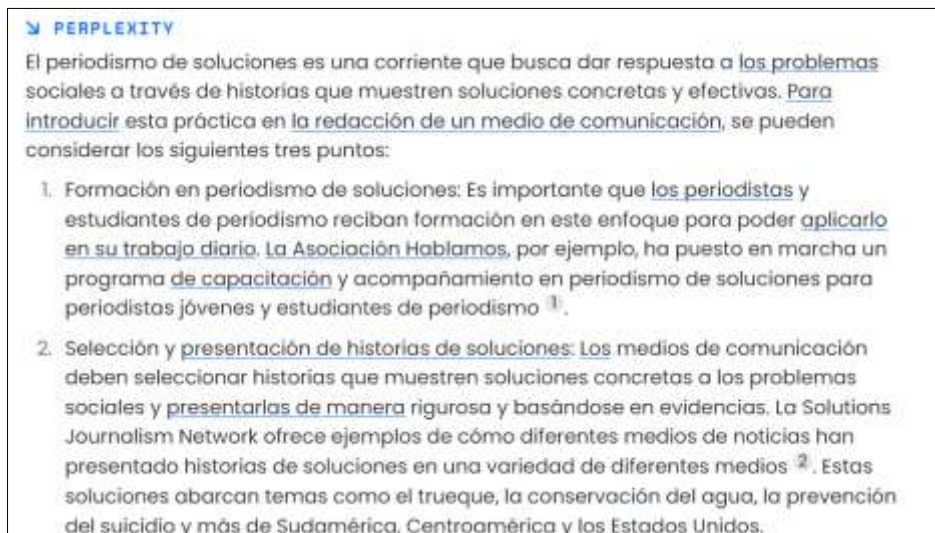 PERPLEXITY
El periodismo de soluciones es una corriente que busca dar respuesta a los problemas
sociales a través de historias que muestren soluciones concretas y efectivas. Para
introducir esta práctica en la redacción de un medio de comunicación, se pueden
considerar los siguientes tres puntos:
1. Formación en periodismo de soluciones: Es importante que los periodistas y
estudiantes de periodismo reciban formación en este enfoque para poder aplicarlo
en su trabajo diario. La Asociación Hablamos, por ejemplo, ha puesto en marcha un
programa de capacitación y acompañamiento en periodismo de soluciones para
periodistas jóvenes y estudiantes de periodismo 1.
2. Selección y presentación de historias de soluciones: Los medios de comunicación
deben seleccionar historias que muestren soluciones concretas a los problemas
sociales y presentarlas de manera rigurosa y basándose en evidencias. La Solutions
Journalism Network ofrece ejemplos de cómo diferentes medios de noticias han
presentado historias de soluciones en una variedad de diferentes medios 2. Estas
soluciones abarcan temas como el trueque, la conservación del agua, la prevención
del suicidio y más de Sudamérica, Centroamérica y los Estados Unidos.